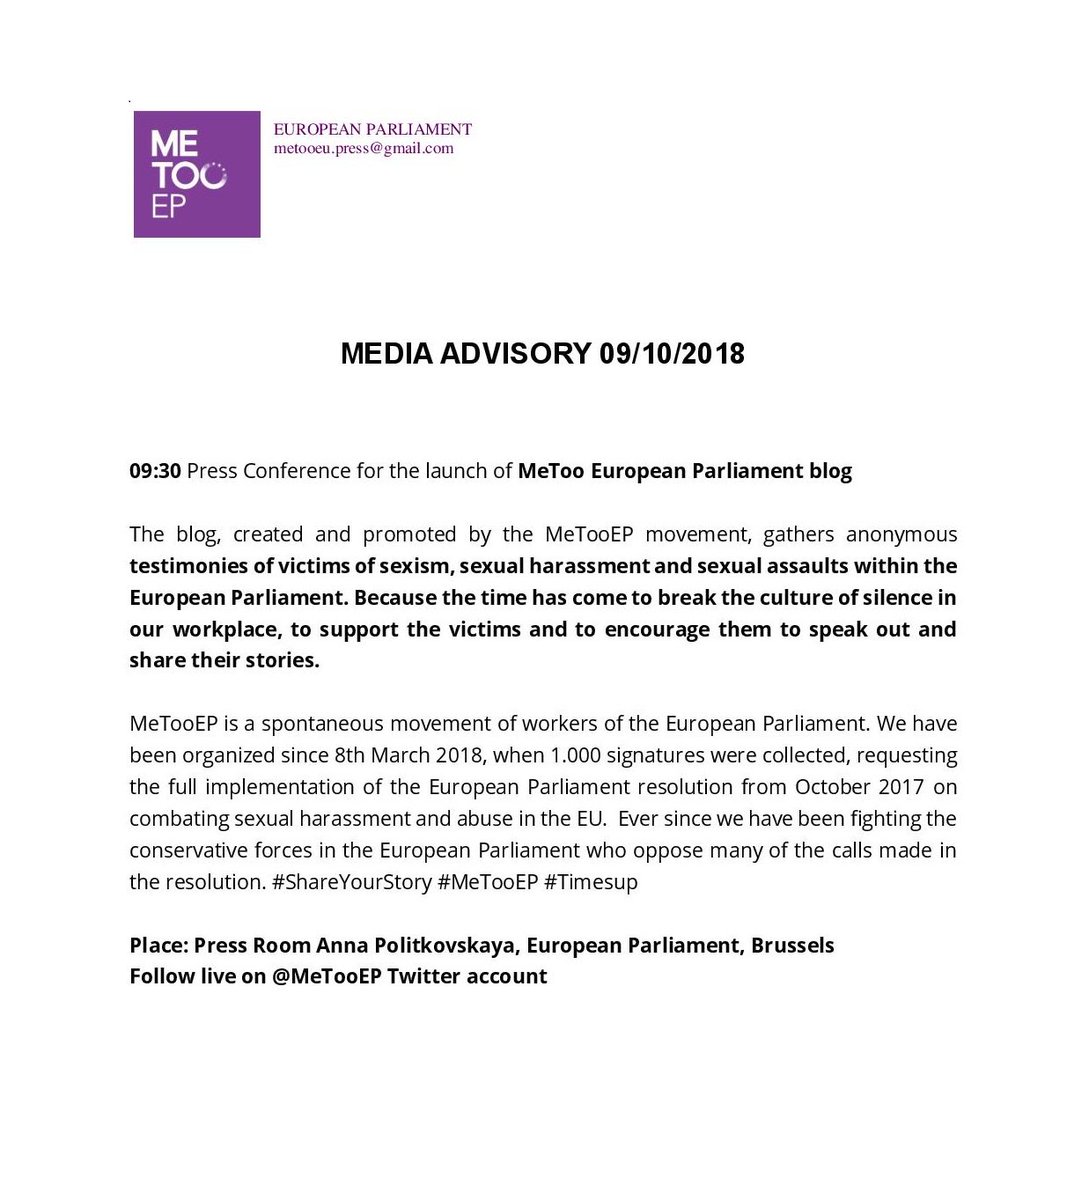 ME
TOO
EP
EUROPEAN PARLIAMENT
metooeu.press@gmail.com
MEDIA ADVISORY 09/10/2018
09:30 Press Conference for the launch of MeToo European Parliament blog
The blog, created and promoted by the MeTooEP movement, gathers anonymous
testimonies of victims of sexism, sexual harassment and sexual assaults within the
European Parliament. Because the time has come to break the culture of silence in
our workplace, to support the victims and to encourage them to speak out and
share their stories.
MeTooEP is a spontaneous movement of workers of the European Parliament. We have
been organized since 8th March 2018, when 1.000 signatures were collected, requesting
the full implementation of the European Parliament resolution from October 2017 on
combating sexual harassment and abuse in the EU.  Ever since we have been fighting the
conservative forces in the European Parliament who oppose many of the calls made in
the resolution. #ShareYourStory #MeTooEP #Timesup
Place: Press Room Anna Politkovskaya, European Parliament, Brussels
Follow live on @MeTooEP Twitter account